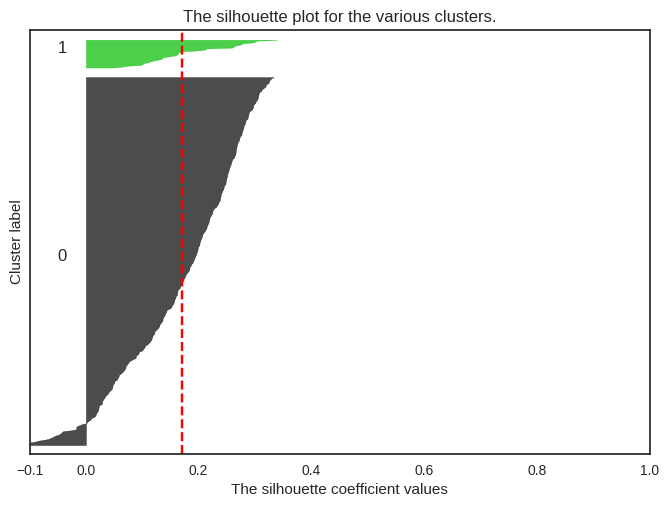 The silhouette plot for the various clusters.
1
0
Cluster label
−0.1 0.0 0.2 0.4 0.6 0.8 1.0
The silhouette coefficient values